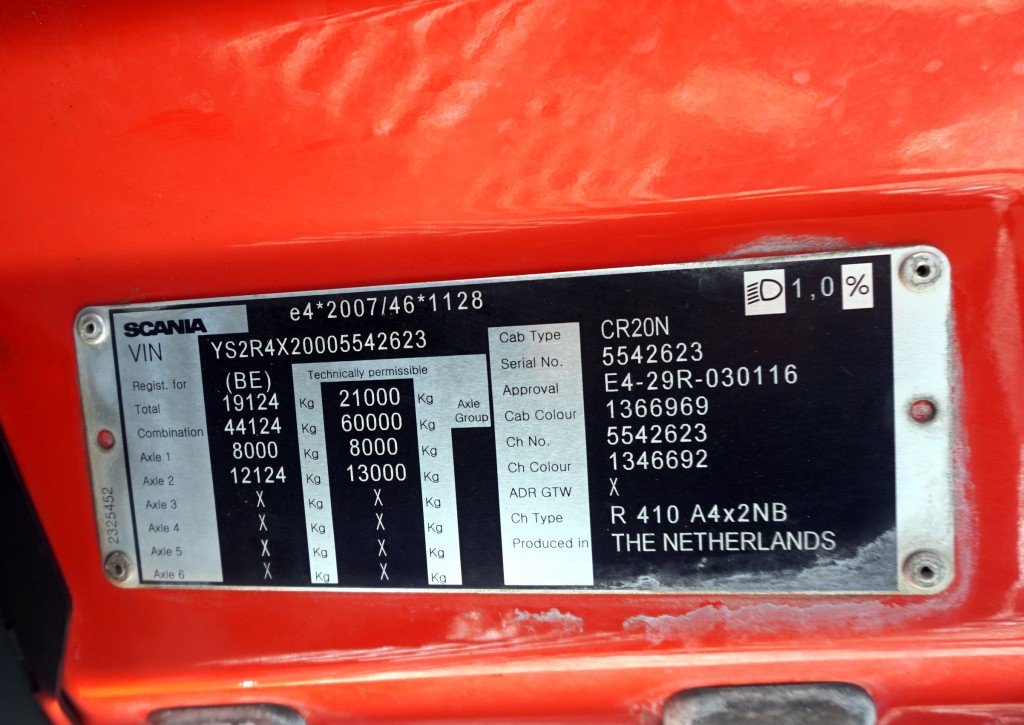 e4*2007/46*1128
1,0 %
SCANIA
VIN YS2R4X20005542623
Regist. for (BE) Technically permissible
Total 19124 Kg 21000 Kg Axle Group
Combination 44124 Kg 60000 Kg
Axle 1 8000 Kg 8000 Kg
Axle 2 12124 Kg 13000 Kg
Axle 3 X Kg X Kg
Axle 4 X Kg X Kg
Axle 5 X Kg X Kg
Axle 6 X Kg X Kg
2325452
Cab Type CR20N
Serial No. 5542623
Approval E4-29R-030116
Cab Colour 1366969
Ch No. 5542623
Ch Colour 1346692
ADR GTW X
Ch Type R 410 A4x2NB
Produced in THE NETHERLANDS